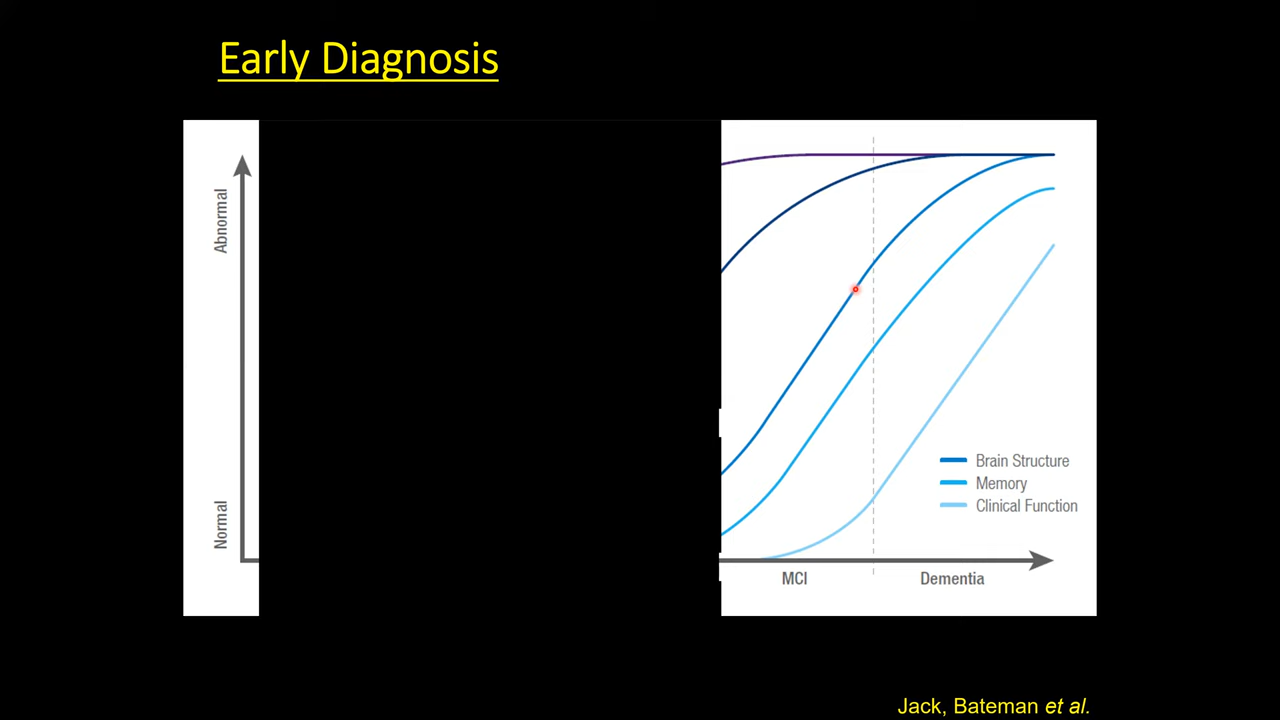 Early Diagnosis
Abnormal
Normal
Brain Structure
Memory
Clinical Function
MCI
Dementia
Jack, Bateman et al.